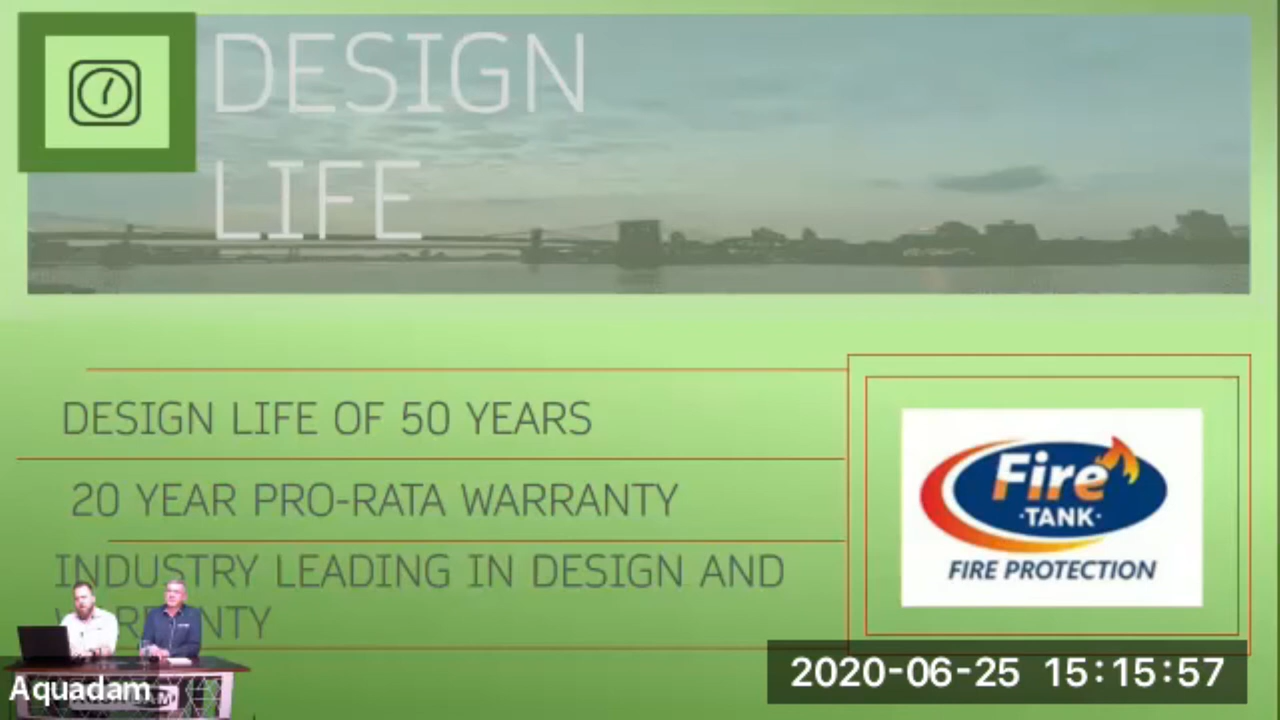 DESIGN
LIFE
DESIGN LIFE OF 50 YEARS
20 YEAR PRO-RATA WARRANTY
INDUSTRY LEADING IN DESIGN AND
Fire
·TANK·
FIRE PROTECTION
Aquadam
2020-06-25 15:15:57